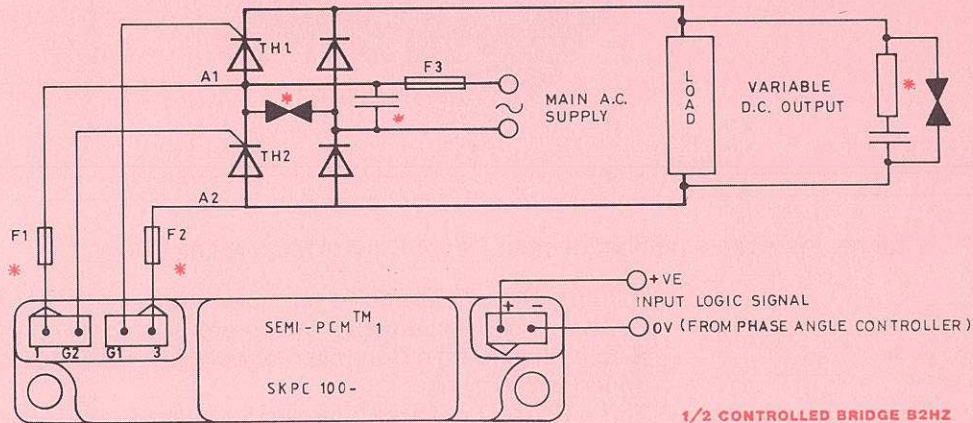 TH1
F3
A1
*
*
MAIN A.C.
SUPPLY
LOAD
VARIABLE
D.C. OUTPUT
*
TH2
A2
F1
*
F2
*
+VE
INPUT LOGIC SIGNAL
0V (FROM PHASE ANGLE CONTROLLER)
+ -
1 G2 G1 3
SEMI-PCM™ 1
SKPC 100-
1/2 CONTROLLED BRIDGE B2HZ